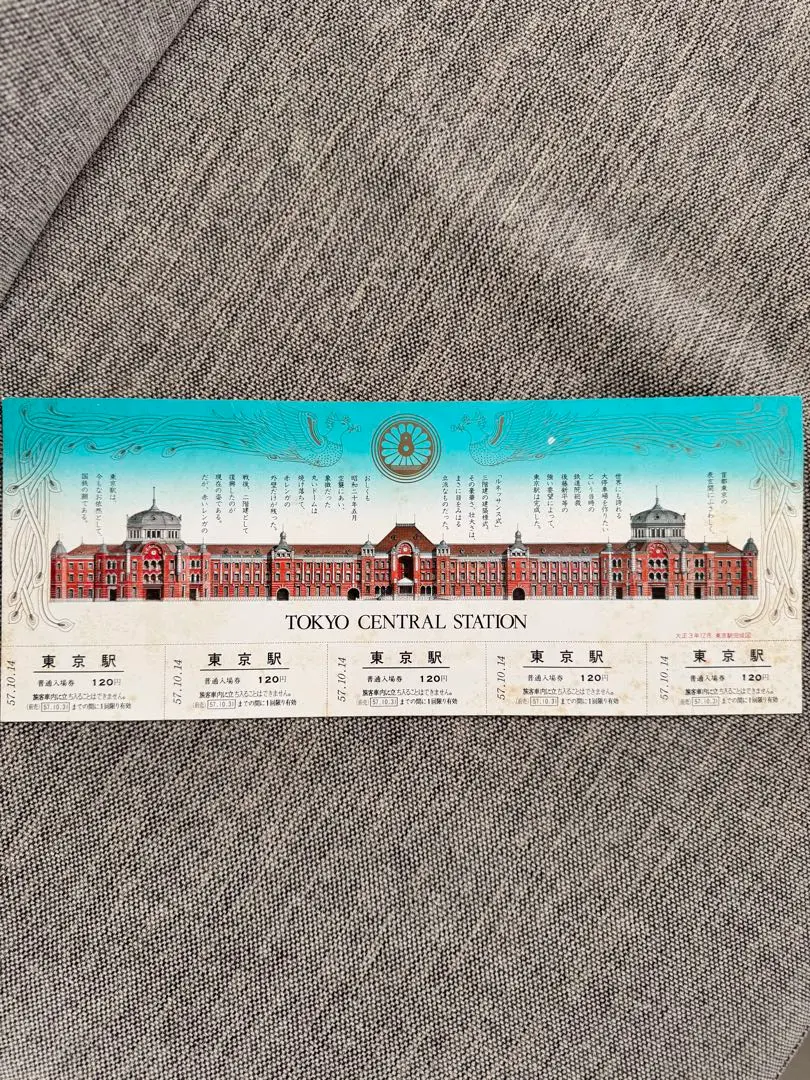 首都東京の
表玄関にふさわしく
世界にも誇れる
大停車場を作りたい
という当時の
鉄道院総裁
後藤新平等の
強い要望によって、
東京駅は完成した。
"ルネッサンス式"
三階建の建築様式。
その豪華さ、壮大さは、
まさに目をみはる
立派なものだった。
おしくも
昭和二十年五月
空襲にあい、
象徴だった
丸いドームは
焼け落ちて、
赤レンガの
外壁だけが残った。
戦後、二階建として
復興したのが
現在の姿である。
だが、赤いレンガの
東京駅は
今もなお依然として、
国鉄の顔である。
TOKYO CENTRAL STATION
大正3年12月 東京駅完成図
57.10.14
東京駅
普通入場券 120円
旅客車内に立ち入ることはできません。
(前売) 57.10.31 までの間に1回限り有効
57.10.14
東京駅
普通入場券 120円
旅客車内に立ち入ることはできません。
(前売) 57.10.31 までの間に1回限り有効
57.10.14
東京駅
普通入場券 120円
旅客車内に立ち入ることはできません。
(前売) 57.10.31 までの間に1回限り有効
57.10.14
東京駅
普通入場券 120円
旅客車内に立ち入ることはできません。
(前売) 57.10.31 までの間に1回限り有効
57.10.14
東京駅
普通入場券 120円
旅客車内に立ち入ることはできません。
(前売) 57.10.31 までの間に1回限り有効